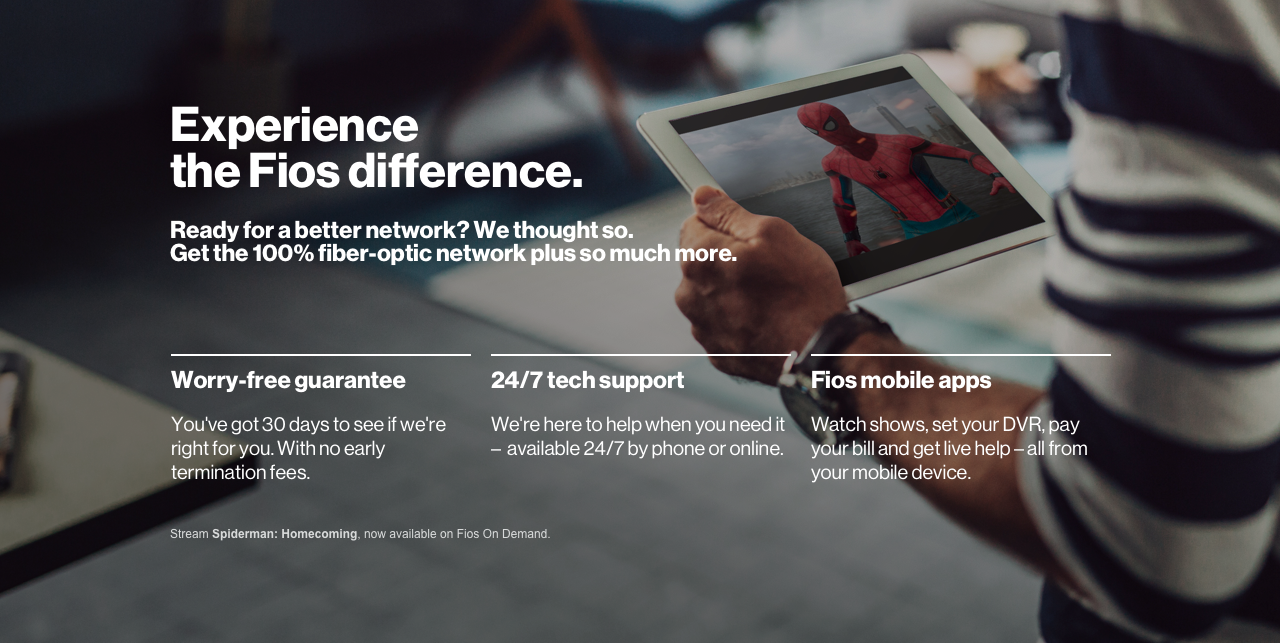 Experience
the Fios difference.
Ready for a better network? We thought so.
Get the 100% fiber-optic network plus so much more.
Worry-free guarantee
You've got 30 days to see if we're
right for you. With no early
termination fees.
24/7 tech support
We're here to help when you need it
– available 24/7 by phone or online.
Fios mobile apps
Watch shows, set your DVR, pay
your bill and get live help – all from
your mobile device.
Stream Spiderman: Homecoming, now available on Fios On Demand.